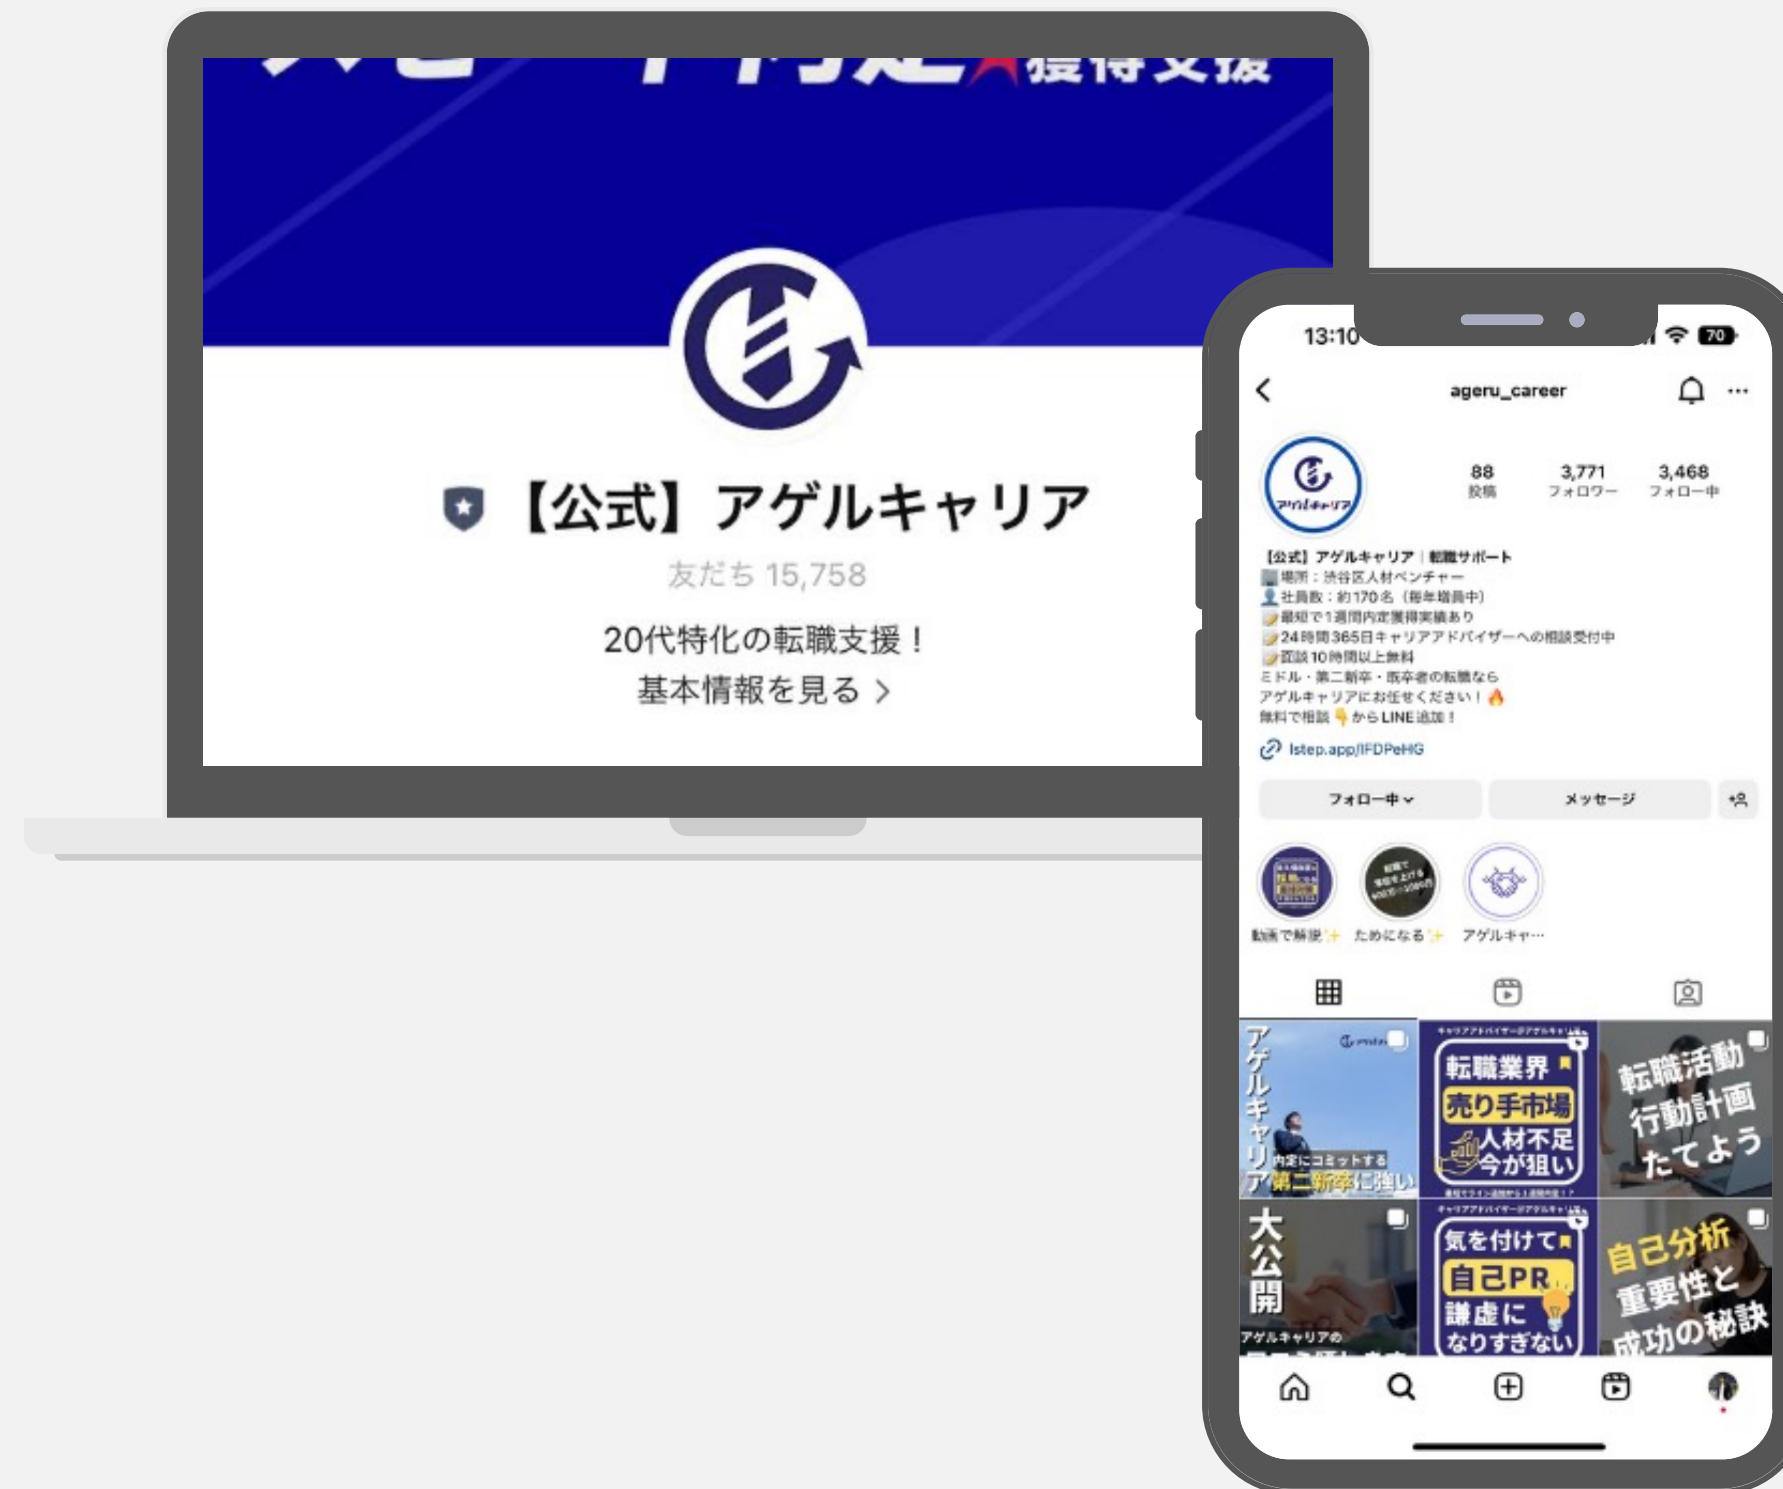 獲得支援
【公式】アゲルキャリア
友だち 15,758
20代特化の転職支援！
基本情報を見る
13:10
70
ageru_career
アゲルキャリア
88
投稿
3,771
フォロワー
3,468
フォロー中
【公式】アゲルキャリア｜転職サポート
場所：渋谷区人材ベンチャー
社員数：約170名（毎年増員中）
最短で1週間内定獲得実績あり
24時間365日キャリアアドバイザーへの相談受付中
面談10時間以上無料
ミドル・第二新卒・既卒者の転職なら
アゲルキャリアにお任せください！🔥
無料で相談👇からLINE追加！
lstep.app/lFDPeHG
フォロー中
メッセージ
動画で解説✨
ためになる✨
アゲルキャ…
アゲルキャリア
内定にコミットする
第二新卒に強い
転職業界
売り手市場
人材不足
今が狙い
転職活動
行動計画
たてよう
大公開
アゲルキャリアの
気を付けて
自己PR
謙虚に
なりすぎない
自己分析
重要性と
成功の秘訣